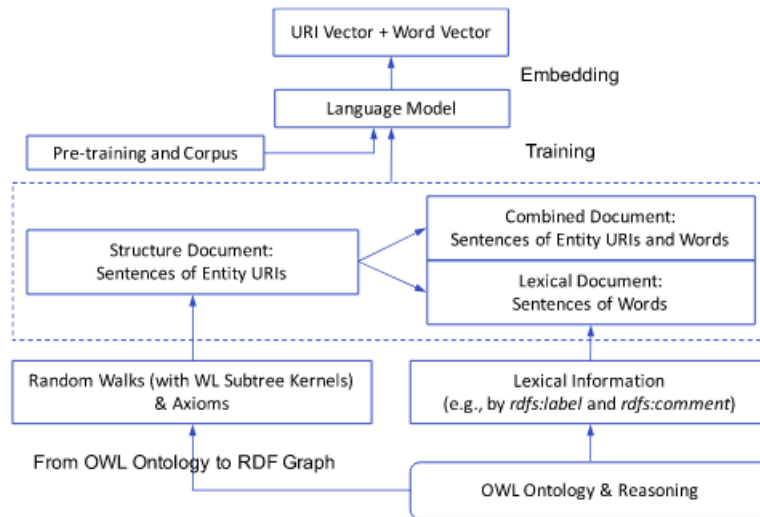 URI Vector + Word Vector
Embedding
Language Model
Pre-training and Corpus
Training
Combined Document:
Sentences of Entity URIs and Words
Structure Document:
Sentences of Entity URIs
Lexical Document:
Sentences of Words
Random Walks (with WL Subtree Kernels)
& Axioms
Lexical Information
(e.g., by rdfs:label and rdfs:comment)
From OWL Ontology to RDF Graph
OWL Ontology & Reasoning